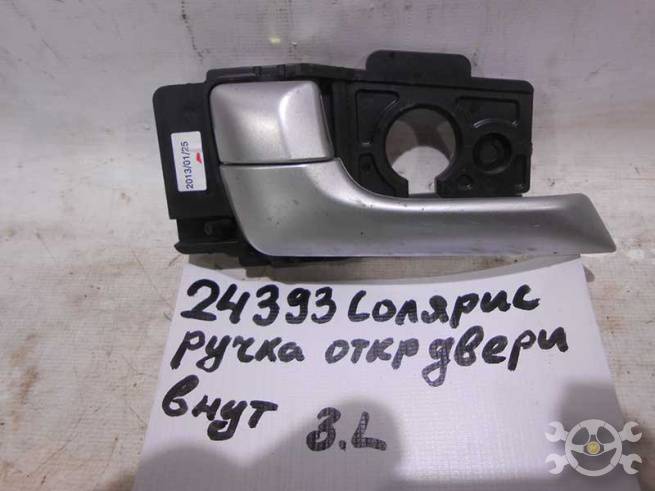 2013/01/25
24393 Солярис
ручка откр двери
внут З.L